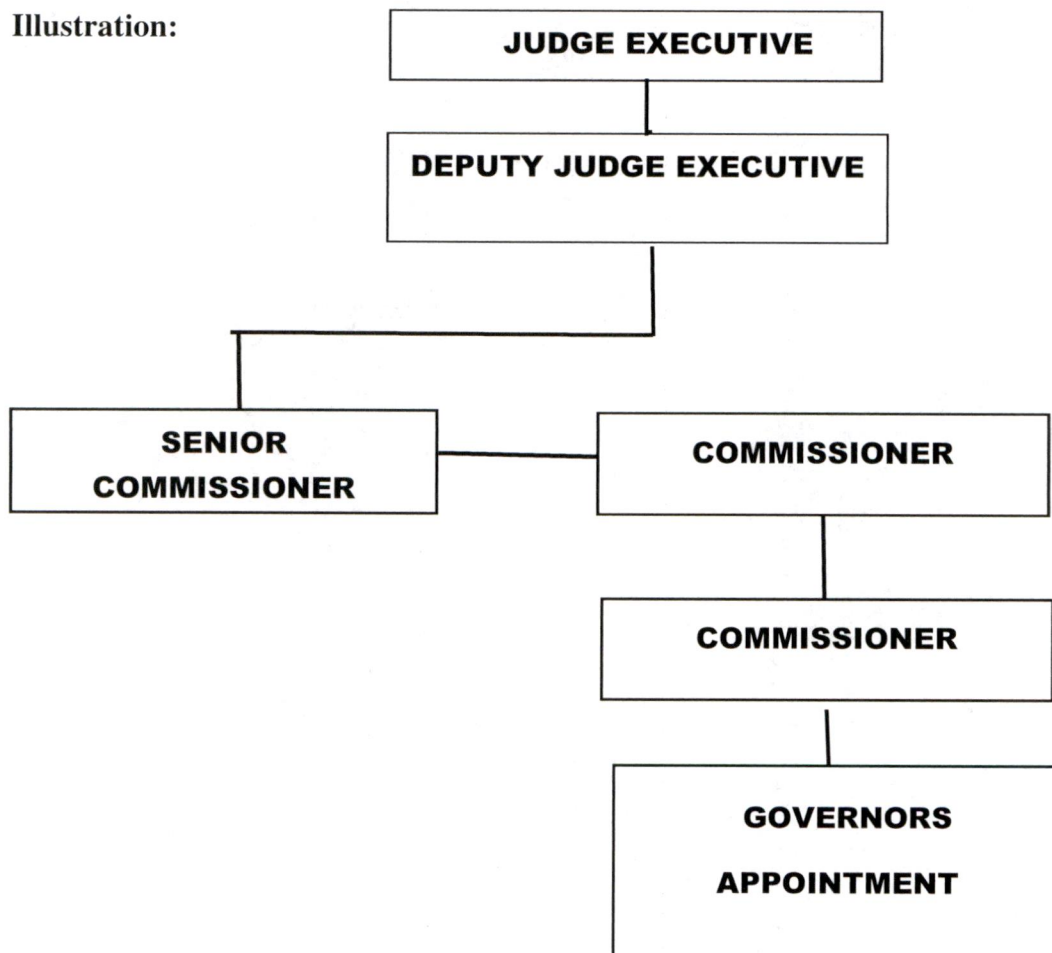 Illustration:
JUDGE EXECUTIVE
DEPUTY JUDGE EXECUTIVE
SENIOR
COMMISSIONER
COMMISSIONER
COMMISSIONER
GOVERNORS
APPOINTMENT